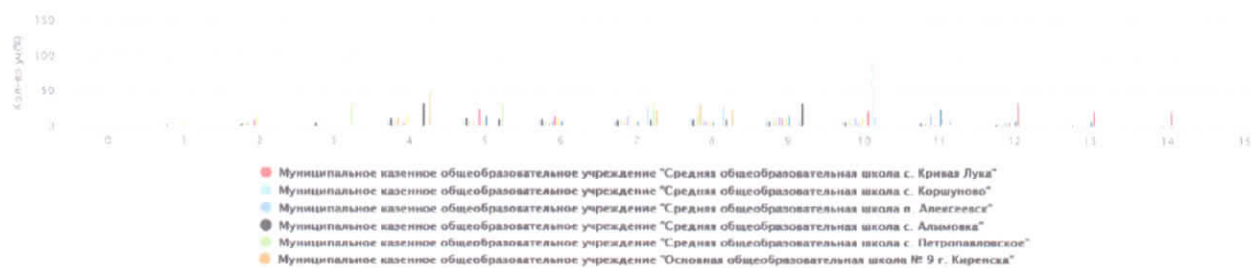 150
100
50
0
Кол-во уч(%)
0 1 2 3 4 5 6 7 8 9 10 11 12 13 14 15
Муниципальное казенное общеобразовательное учреждение "Средняя общеобразовательная школа с. Кривая Лука"
Муниципальное казенное общеобразовательное учреждение "Средняя общеобразовательная школа с. Коршуново"
Муниципальное казенное общеобразовательное учреждение "Средняя общеобразовательная школа п. Алексеевск"
Муниципальное казенное общеобразовательное учреждение "Средняя общеобразовательная школа с. Алымовка"
Муниципальное казенное общеобразовательное учреждение "Средняя общеобразовательная школа с. Петропавловское"
Муниципальное казенное общеобразовательное учреждение "Основная общеобразовательная школа № 9 г. Киренска"